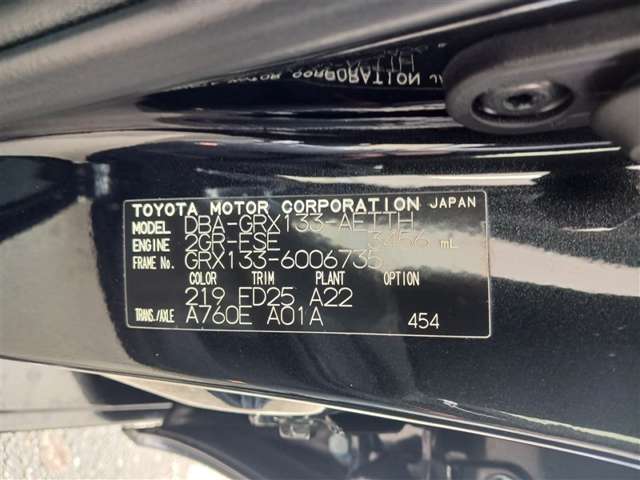 TOYOTA MOTOR CORPORATION JAPAN
MODEL DBA-GRX133-AETTH
ENGINE 2GR-FSE 3456 mL
FRAME No. GRX133-6006735
COLOR TRIM PLANT OPTION
219 FD25 A22
TRANS./AXLE A760E A01A 454